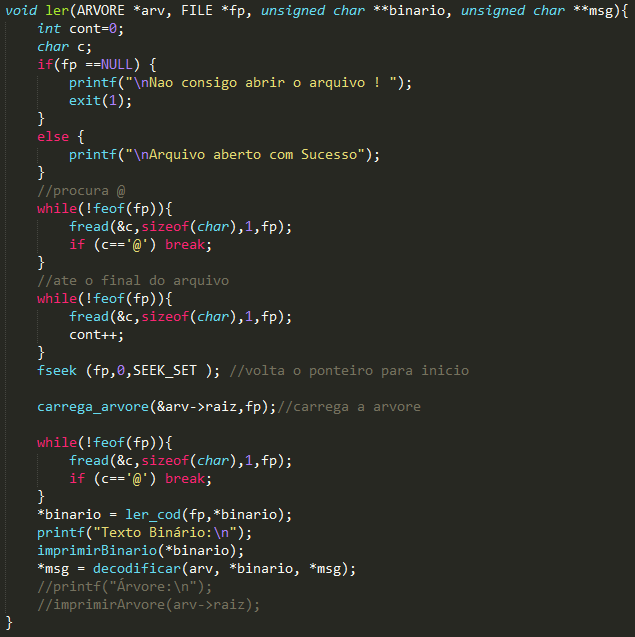 void ler(ARVORE *arv, FILE *fp, unsigned char **binario, unsigned char **msg){
    int cont=0;
    char c;
    if(fp ==NULL) {
        printf("\nNao consigo abrir o arquivo ! ");
        exit(1);
    }
    else {
        printf("\nArquivo aberto com Sucesso");
    }
    //procura @
    while(!feof(fp)){
        fread(&c,sizeof(char),1,fp);
        if (c=='@') break;
    }
    //ate o final do arquivo
    while(!feof(fp)){
        fread(&c,sizeof(char),1,fp);
        cont++;
    }
    fseek (fp,0,SEEK_SET ); //volta o ponteiro para inicio

    carrega_arvore(&arv->raiz,fp);//carrega a arvore

    while(!feof(fp)){
        fread(&c,sizeof(char),1,fp);
        if (c=='@') break;
    }
    *binario = ler_cod(fp,*binario);
    printf("Texto Binário:\n");
    imprimirBinario(*binario);
    *msg = decodificar(arv, *binario, *msg);
    //printf("Árvore:\n");
    //imprimirArvore(arv->raiz);
}